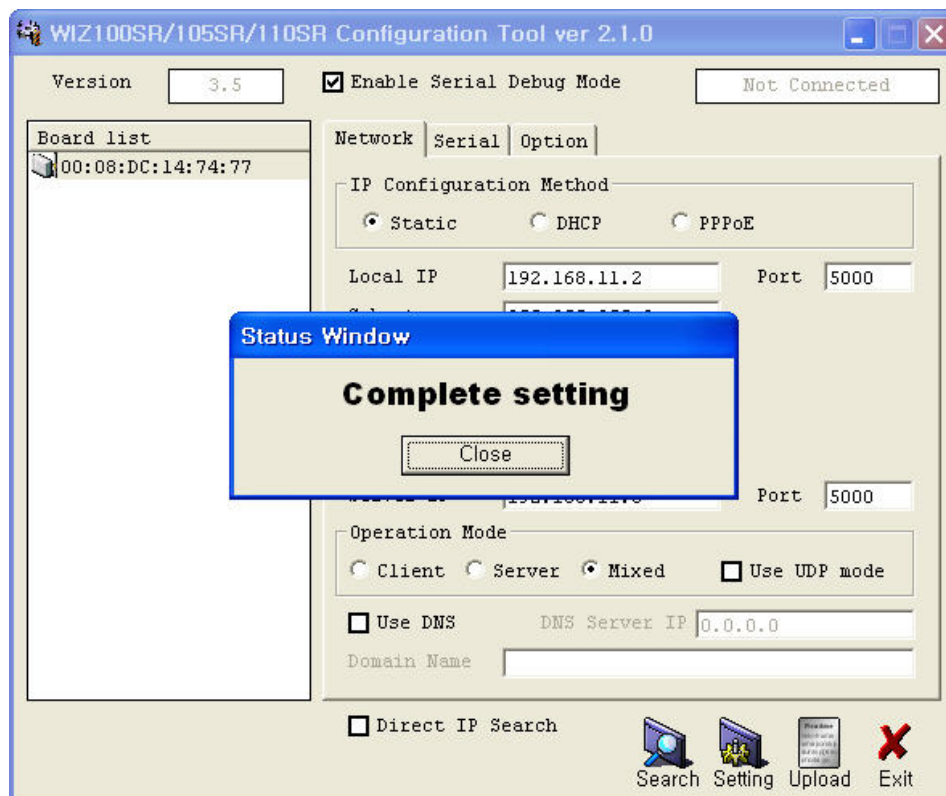 WIZ100SR/105SR/110SR Configuration Tool ver 2.1.0
Version 3.5 Enable Serial Debug Mode Not Connected
Board list
00:08:DC:14:74:77
Network Serial Option
IP Configuration Method
Static DHCP PPPoE
Local IP 192.168.11.2 Port 5000
Status Window
Complete setting
Close
Port 5000
Operation Mode
Client Server Mixed Use UDP mode
Use DNS DNS Server IP 0.0.0.0
Domain Name
Direct IP Search
Search Setting Upload Exit